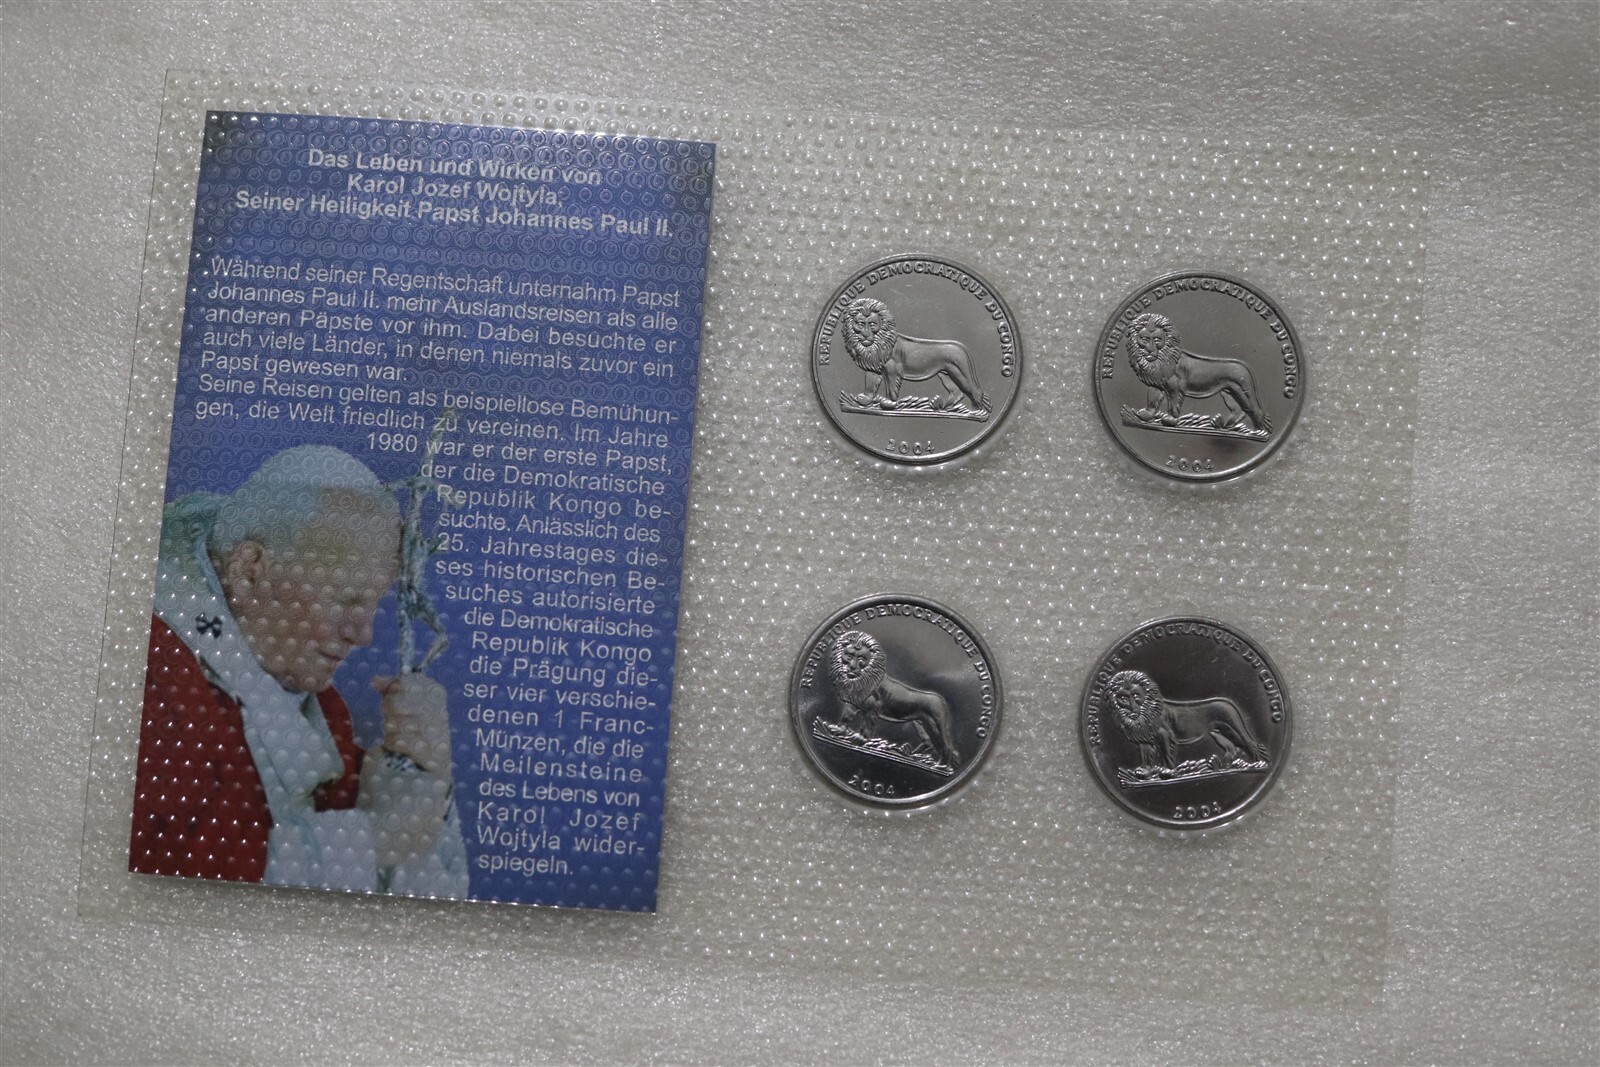 Das Leben und Wirken von
Karol Jozef Wojtyla,
Seiner Heiligkeit Papst Johannes Paul II.
Während seiner Regentschaft unternahm Papst
Johannes Paul II. mehr Auslandsreisen als alle
anderen Päpste vor ihm. Dabei besuchte er
auch viele Länder, in denen niemals zuvor ein
Papst gewesen war.
Seine Reisen gelten als beispiellose Bemühun-
gen, die Welt friedlich zu vereinen. Im Jahre
1980 war er der erste Papst,
der die Demokratische
Republik Kongo be-
suchte. Anlässlich des
25. Jahrestages die-
ses historischen Be-
suches autorisierte
die Demokratische
Republik Kongo
die Prägung die-
ser vier verschie-
denen 1 Franc-
Münzen, die die
Meilensteine
des Lebens von
Karol Jozef
Wojtyla wider-
spiegeln.
REPUBLIQUE DEMOCRATIQUE DU CONGO
2004
REPUBLIQUE DEMOCRATIQUE DU CONGO
2004
REPUBLIQUE DEMOCRATIQUE DU CONGO
2004
REPUBLIQUE DEMOCRATIQUE DU CONGO
2004